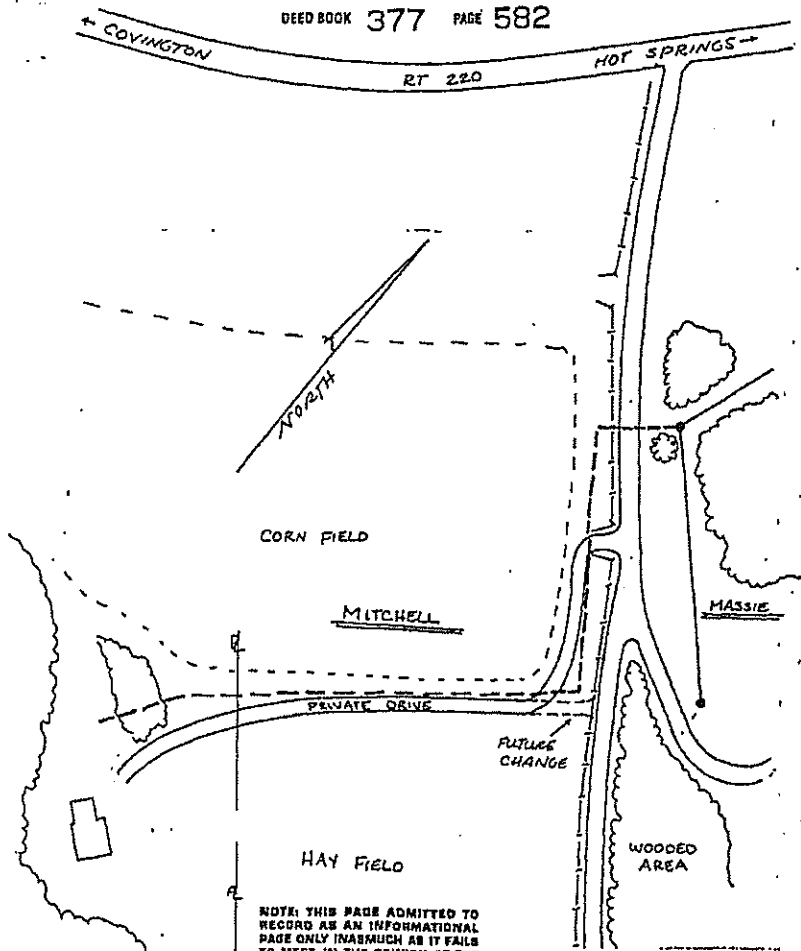 DEED BOOK 377 PAGE 582
← COVINGTON
RT 220
HOT SPRINGS →
NORTH
CORN FIELD
MITCHELL
MASSIE
PRIVATE DRIVE
FUTURE
CHANGE
HAY FIELD
WOODED
AREA
NOTE: THIS PAGE ADMITTED TO
RECORD AS AN INFORMATIONAL
PAGE ONLY INASMUCH AS IT FAILS